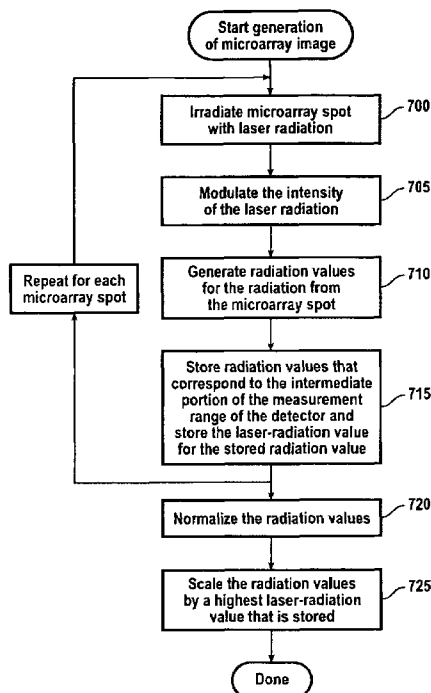 Start generation
of microarray image
Irradiate microarray spot
with laser radiation
700
Modulate the intensity
of the laser radiation
705
Generate radiation values
for the radiation from
the microarray spot
710
Repeat for each
microarray spot
Store radiation values that
correspond to the intermediate
portion of the measurement
range of the detector and
store the laser-radiation value
for the stored radiation value
715
Normalize the radiation values
720
Scale the radiation values
by a highest laser-radiation
value that is stored
725
Done